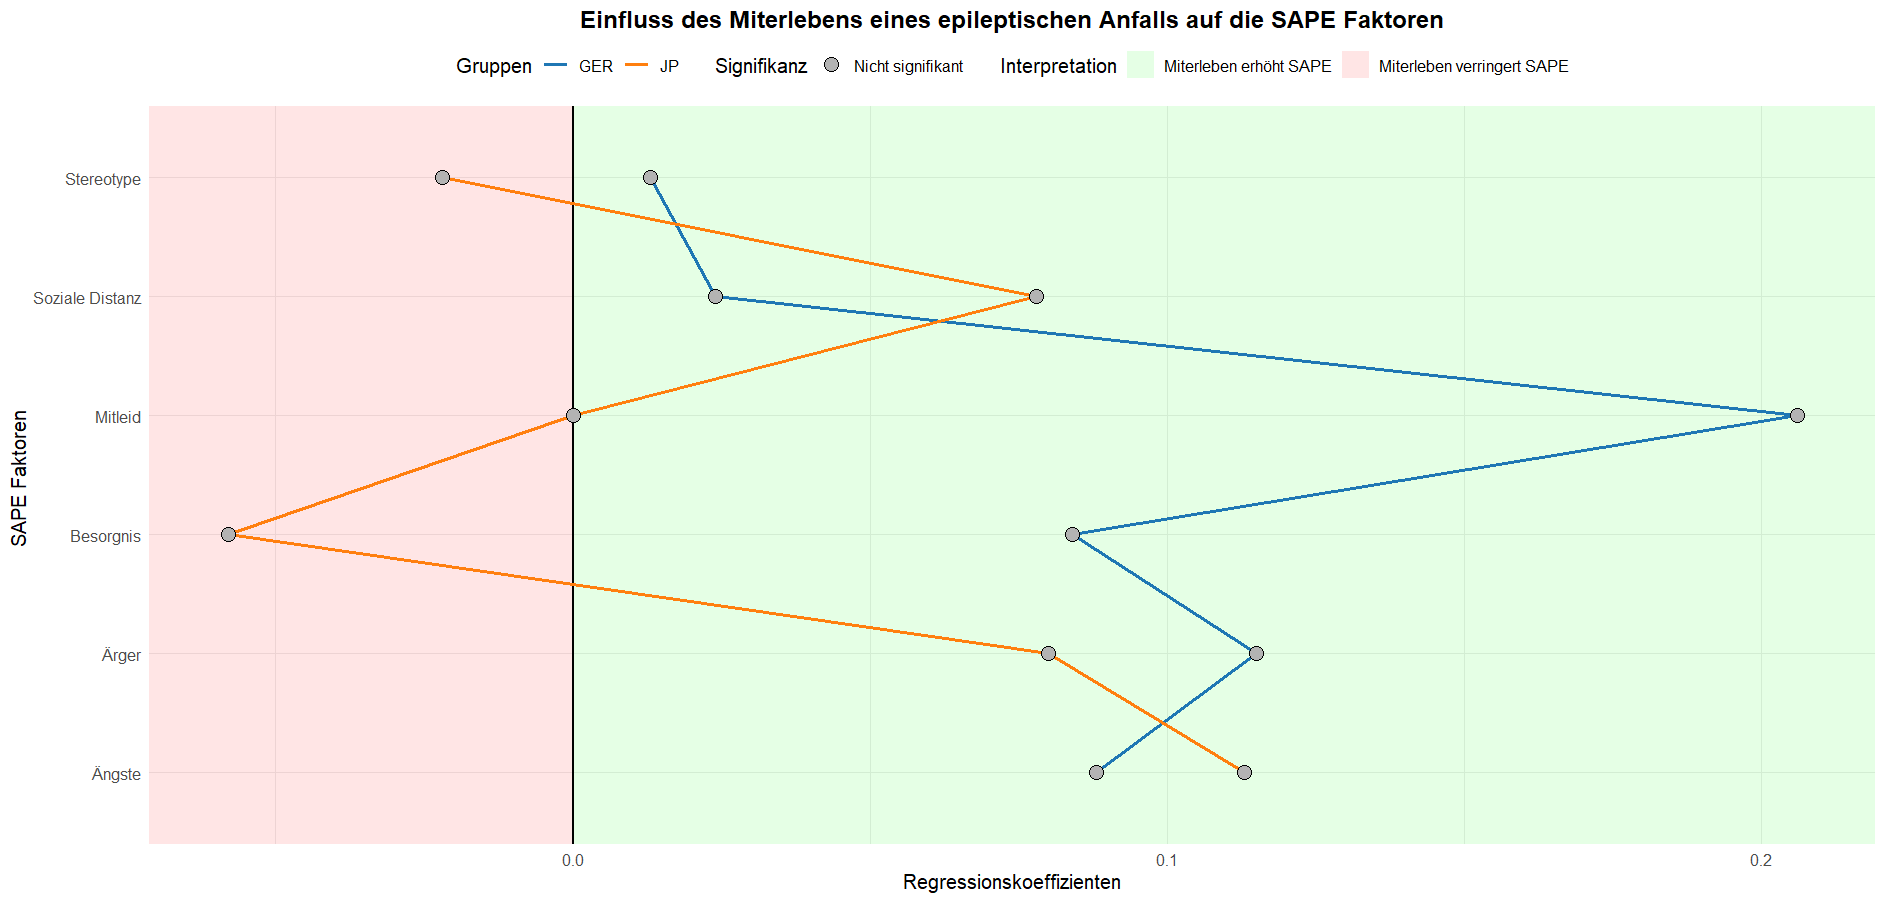 Einfluss des Miterlebens eines epileptischen Anfalls auf die SAPE Faktoren
Gruppen GER JP Signifikanz Nicht signifikant Interpretation Miterleben erhöht SAPE Miterleben verringert SAPE
SAPE Faktoren
Stereotype
Soziale Distanz
Mitleid
Besorgnis
Ärger
Ängste
0.0 0.1 0.2
Regressionskoeffizienten